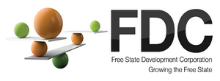 FDC
Free State Development Corporation
Growing the Free State